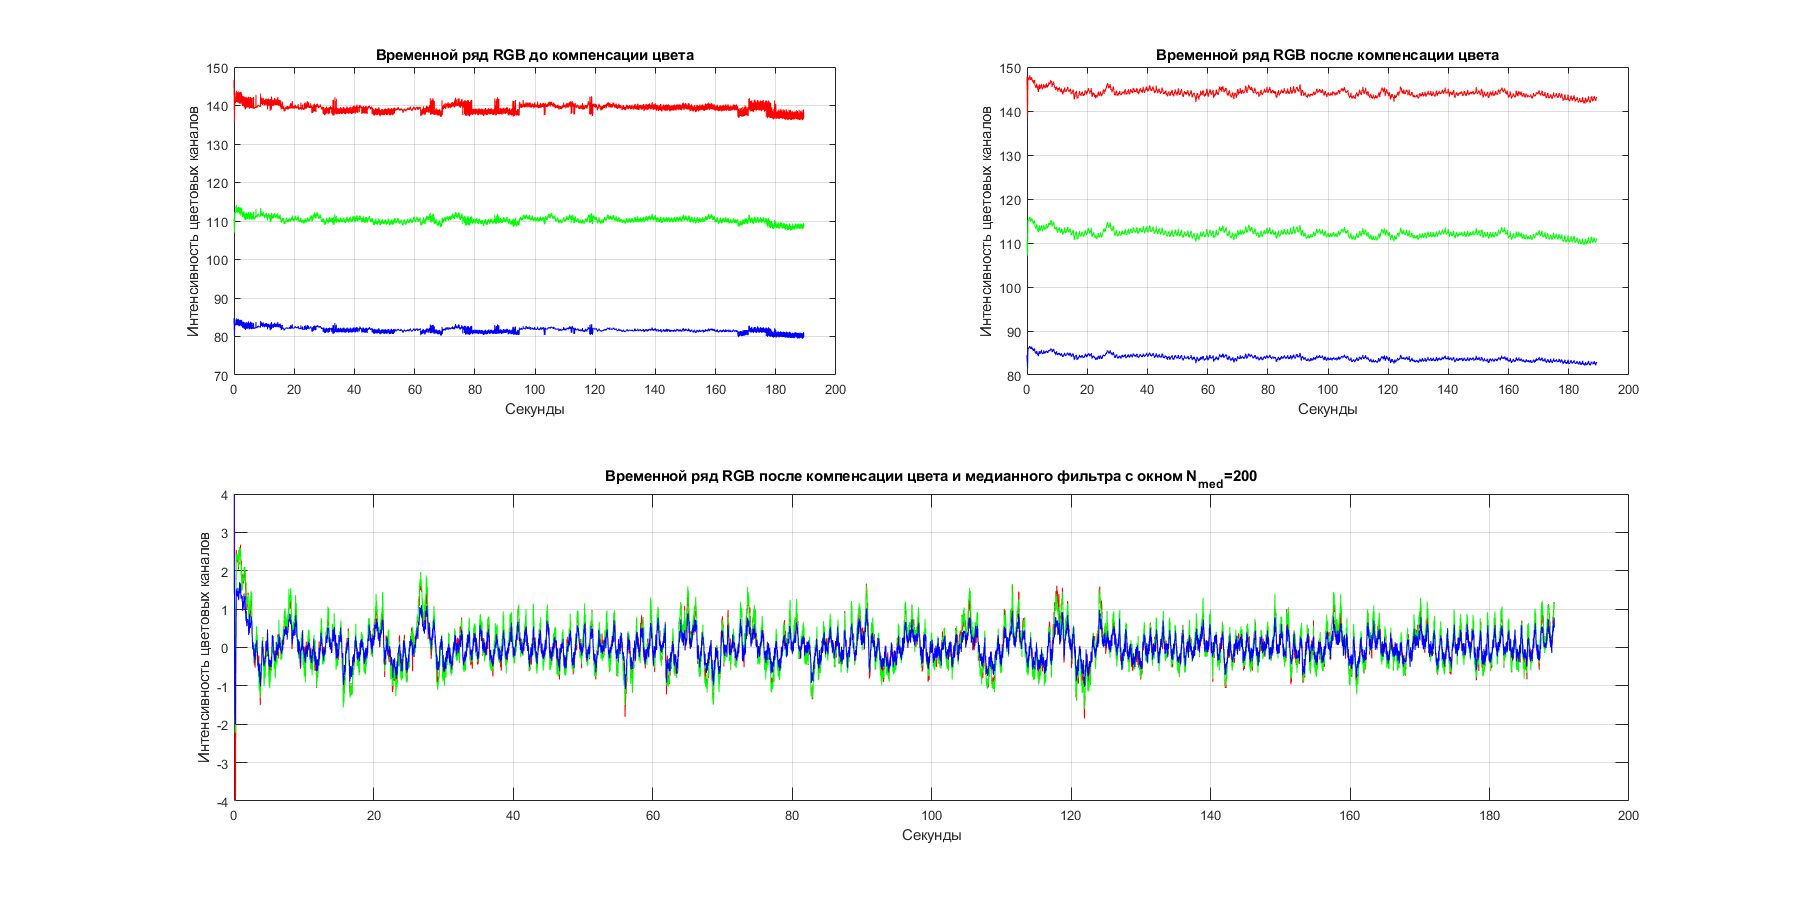 Временной ряд RGB до компенсации цвета
Интенсивность цветовых каналов
150
140
130
120
110
100
90
80
70
0 20 40 60 80 100 120 140 160 180 200
Секунды
Временной ряд RGB после компенсации цвета
Интенсивность цветовых каналов
150
140
130
120
110
100
90
80
0 20 40 60 80 100 120 140 160 180 200
Секунды
Временной ряд RGB после компенсации цвета и медианного фильтра с окном N_med=200
Интенсивность цветовых каналов
4
3
2
1
0
-1
-2
-3
-4
0 20 40 60 80 100 120 140 160 180 200
Секунды